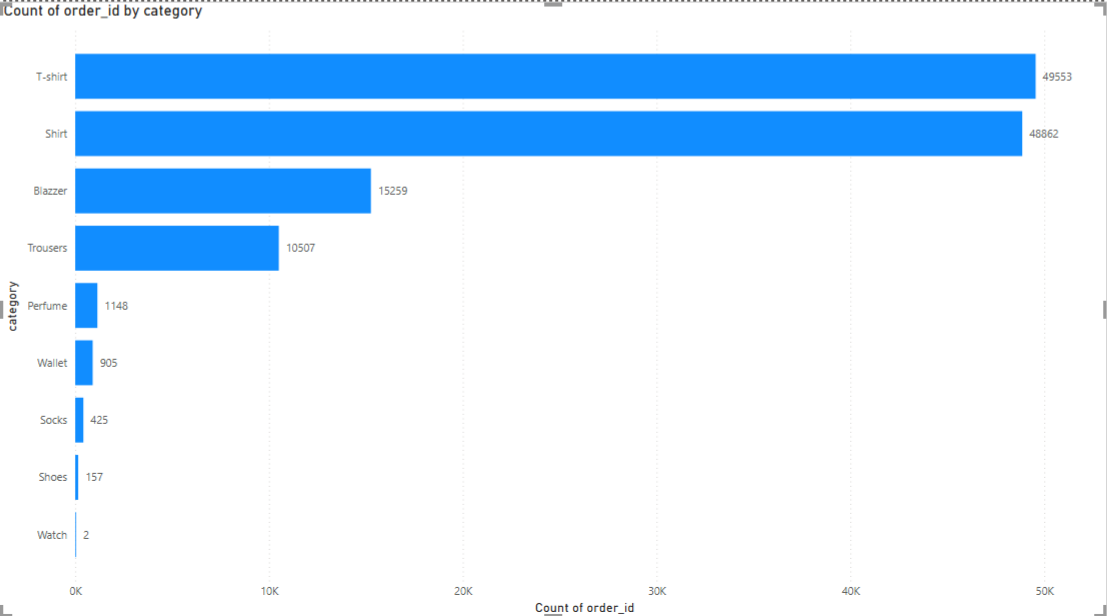 Count of order_id by category
T-shirt 49553
Shirt 48862
Blazzer 15259
Trousers 10507
category
Perfume 1148
Wallet 905
Socks 425
Shoes 157
Watch 2
0K 10K 20K 30K 40K 50K
Count of order_id